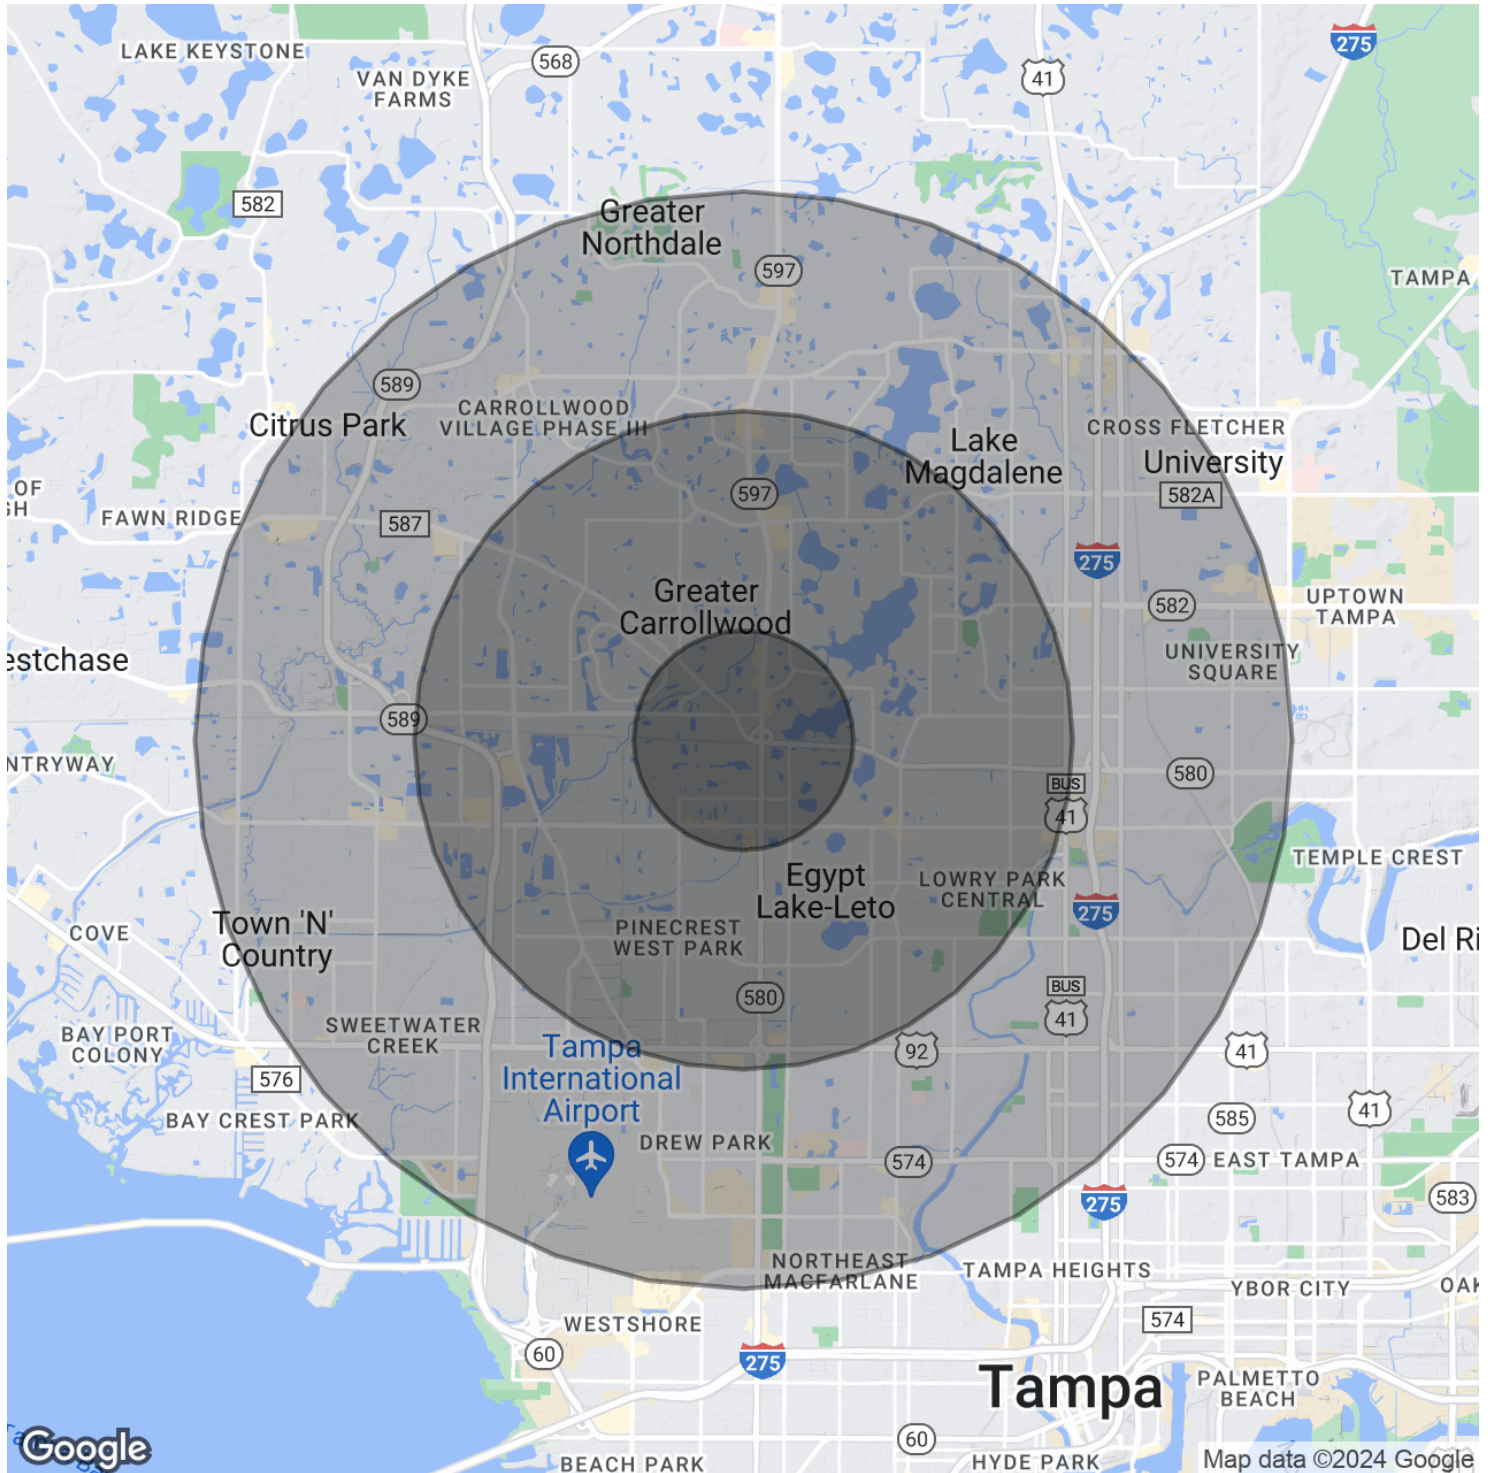 LAKE KEYSTONE
VAN DYKE
FARMS
568
41
275
582
Greater
Northdale
597
TAMPA
589
Citrus Park
CARROLLWOOD
VILLAGE PHASE III
Lake
Magdalene
CROSS FLETCHER
University
582A
OF
GH
FAWN RIDGE
587
597
275
Greater
Carrollwood
582
UPTOWN
TAMPA
estchase
UNIVERSITY
SQUARE
589
NTRYWAY
580
BUS
41
TEMPLE CREST
Egypt
Lake-Leto
LOWRY PARK
CENTRAL
275
Town 'N'
Country
COVE
PINECREST
WEST PARK
Del Ri
580
BUS
41
BAY PORT
COLONY
SWEETWATER
CREEK
Tampa
International
Airport
92
41
576
BAY CREST PARK
DREW PARK
585
41
574
574
EAST TAMPA
275
583
NORTHEAST
MACFARLANE
TAMPA HEIGHTS
YBOR CITY
OAK
WESTSHORE
574
60
275
Tampa
PALMETTO
BEACH
60
Google
BEACH PARK
HYDE PARK
Map data ©2024 Google